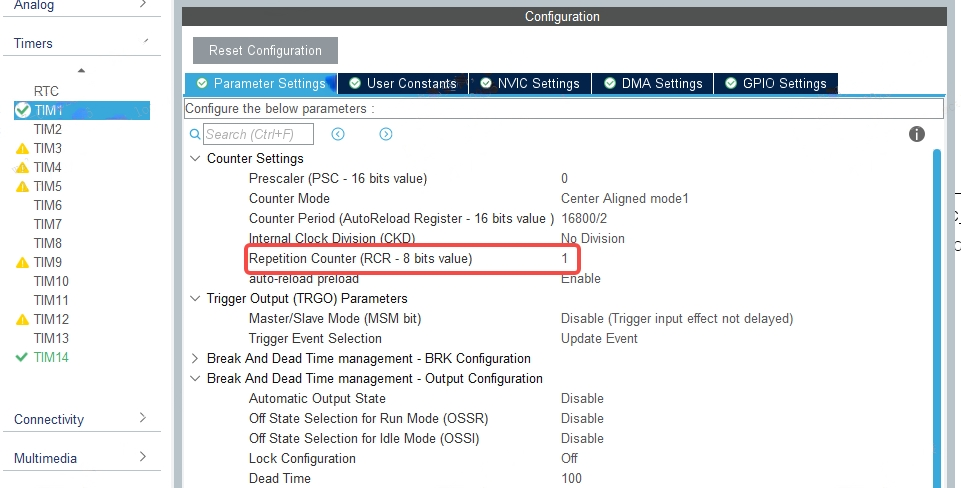 Analog
Timers
RTC
TIM1
TIM2
TIM3
TIM4
TIM5
TIM6
TIM7
TIM8
TIM9
TIM10
TIM11
TIM12
TIM13
TIM14
Connectivity
Multimedia
Configuration
Reset Configuration
Parameter Settings User Constants NVIC Settings DMA Settings GPIO Settings
Configure the below parameters :
Search (Ctrl+F)
Counter Settings
Prescaler (PSC - 16 bits value) 0
Counter Mode Center Aligned mode1
Counter Period (AutoReload Register - 16 bits value ) 16800/2
Internal Clock Division (CKD) No Division
Repetition Counter (RCR - 8 bits value) 1
auto-reload preload Enable
Trigger Output (TRGO) Parameters
Master/Slave Mode (MSM bit) Disable (Trigger input effect not delayed)
Trigger Event Selection Update Event
Break And Dead Time management - BRK Configuration
Break And Dead Time management - Output Configuration
Automatic Output State Disable
Off State Selection for Run Mode (OSSR) Disable
Off State Selection for Idle Mode (OSSI) Disable
Lock Configuration Off
Dead Time 100